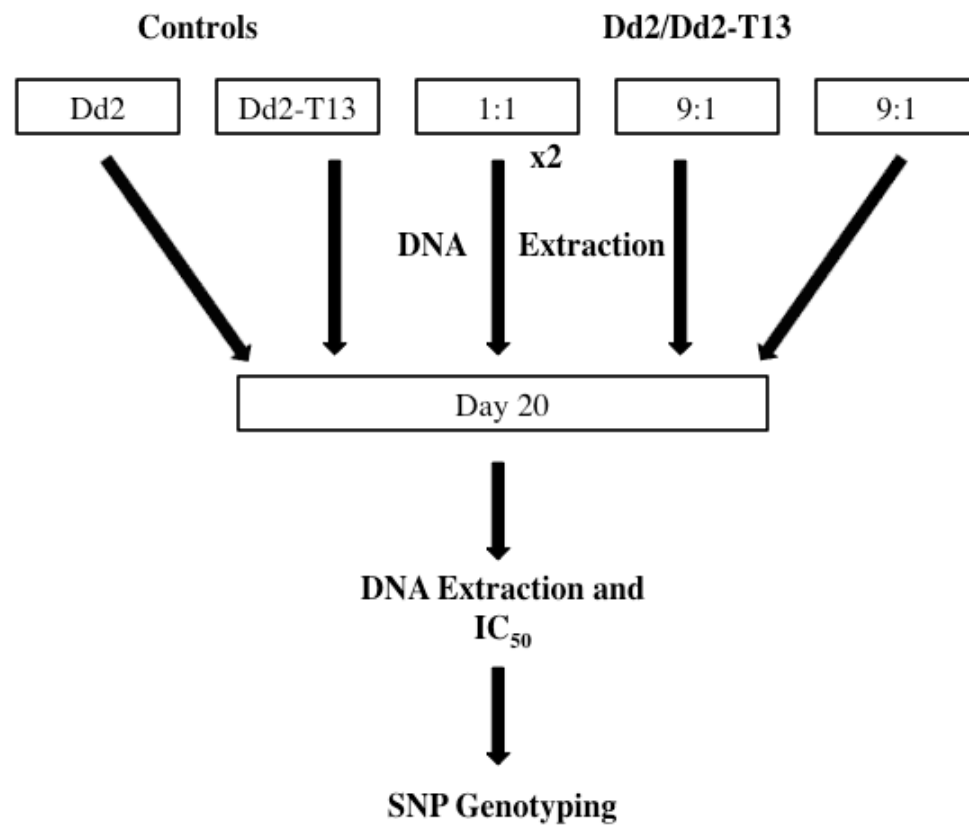 Controls
Dd2/Dd2-T13
Dd2
Dd2-T13
1:1
9:1
9:1
x2
DNA
Extraction
Day 20
DNA Extraction and
IC50
SNP Genotyping